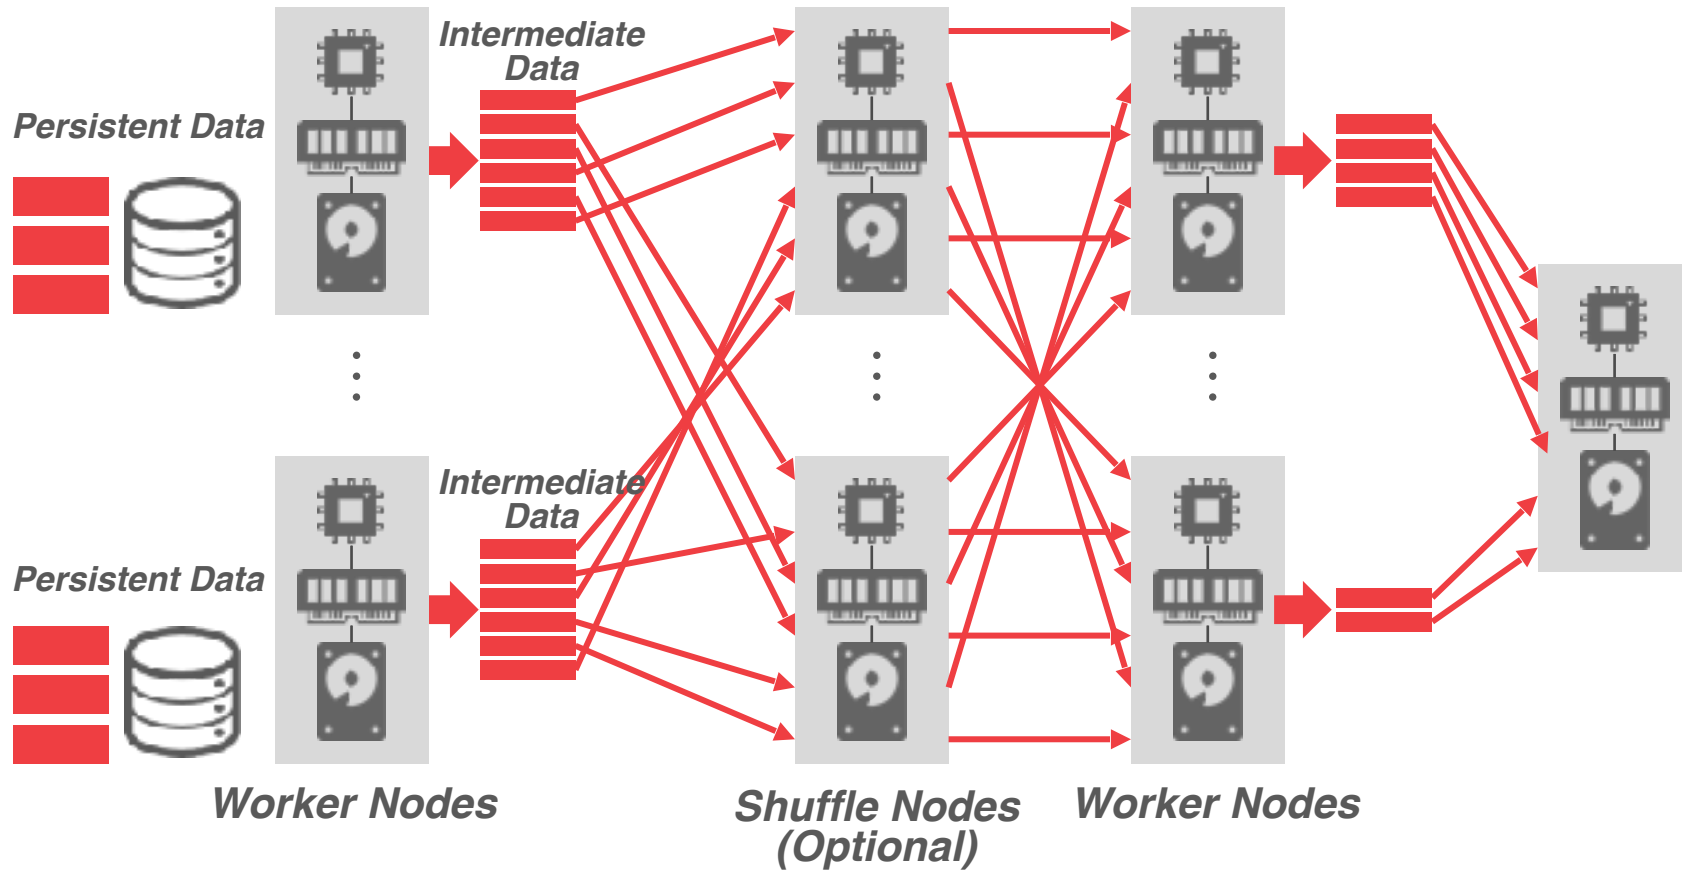 Intermediate
Data
Persistent Data
Intermediate
Data
Persistent Data
Worker Nodes
Shuffle Nodes
(Optional)
Worker Nodes